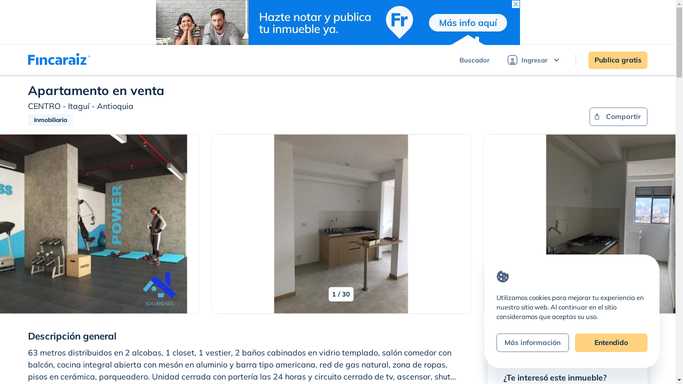 Hazte notar y publica
tu inmueble ya.
Fr
Más info aquí
Fincaraiz
Buscador
Ingresar
Publica gratis
Apartamento en venta
CENTRO - Itaguí - Antioquia
Inmobiliaria
Compartir
POWER
1 / 30
Utilizamos cookies para mejorar tu experiencia en
nuestro sitio web. Al continuar en el sitio
consideramos que aceptas su uso.
Más información
Entendido
Descripción general
63 metros distribuidos en 2 alcobas, 1 closet, 1 vestier, 2 baños cabinados en vidrio templado, salón comedor con
balcón, cocina integral abierta con mesón en aluminio y barra tipo americana, red de gas natural, zona de ropas,
pisos en cerámica, parqueadero. Unidad cerrada con portería las 24 horas y circuito cerrado de tv, ascensor, shut...
¿Te interesó este inmueble?